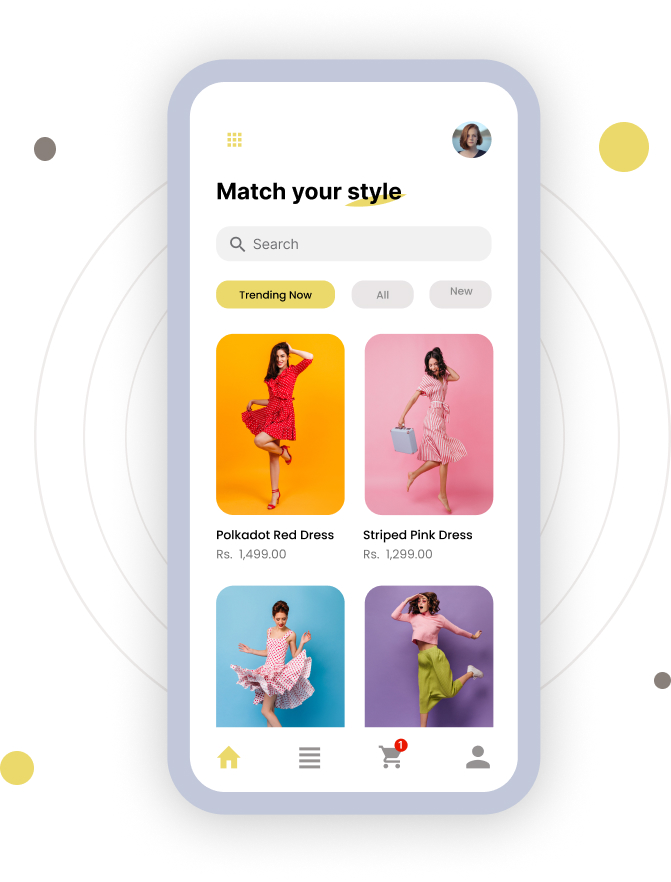 Match your style
Search
Trending Now
All
New
Polkadot Red Dress
Striped Pink Dress
Rs. 1,499.00
Rs. 1,299.00
1